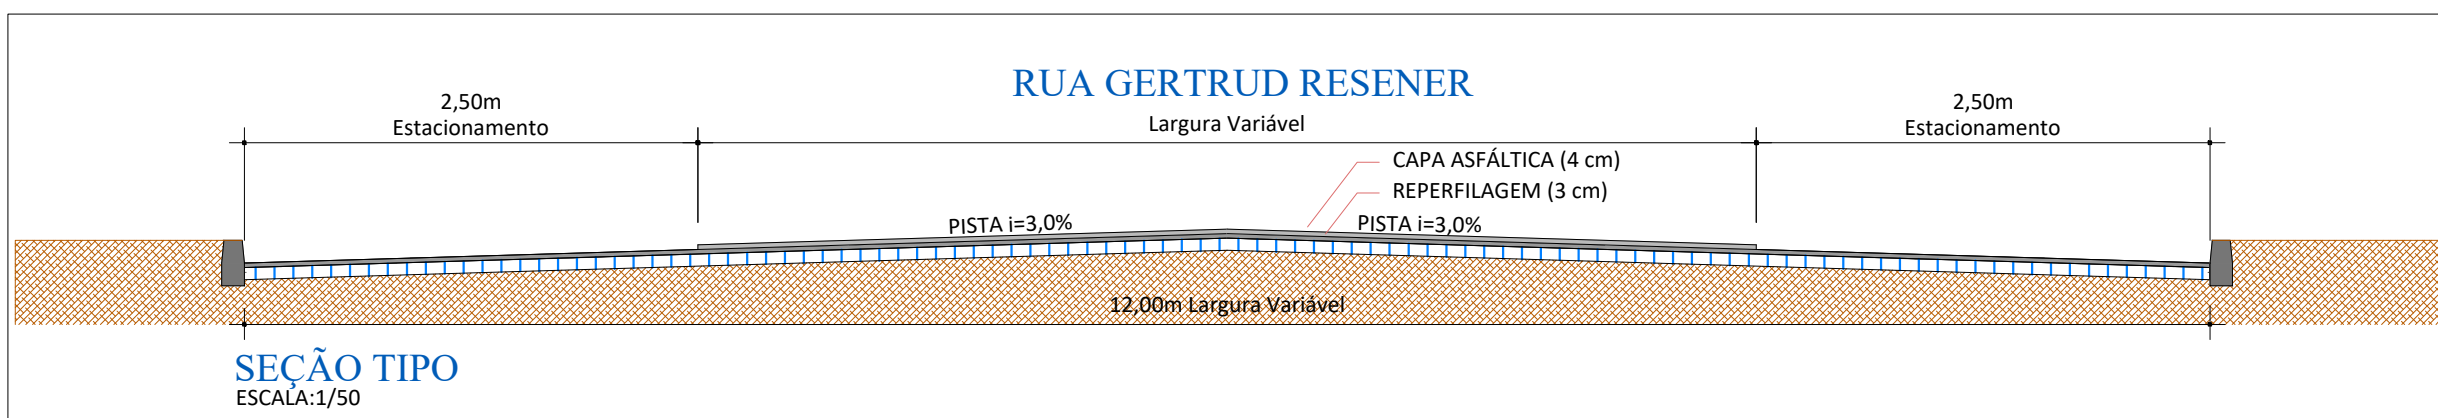 RUA GERTRUD RESENER
2,50m
Estacionamento
Largura Variável
2,50m
Estacionamento
CAPA ASFÁLTICA (4 cm)
REPERFILAGEM (3 cm)
PISTA i=3,0%
PISTA i=3,0%
12,00m Largura Variável
SEÇÃO TIPO
ESCALA:1/50